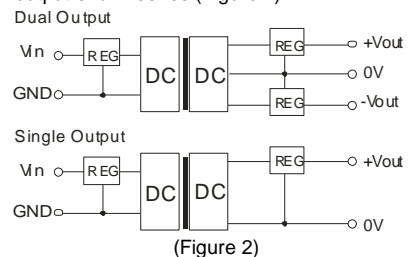 Dual Output
Vin REG REG +Vout
DC DC 0V
GND REG -Vout
Single Output
Vin REG REG +Vout
DC DC
GND 0V
(Figure 2)